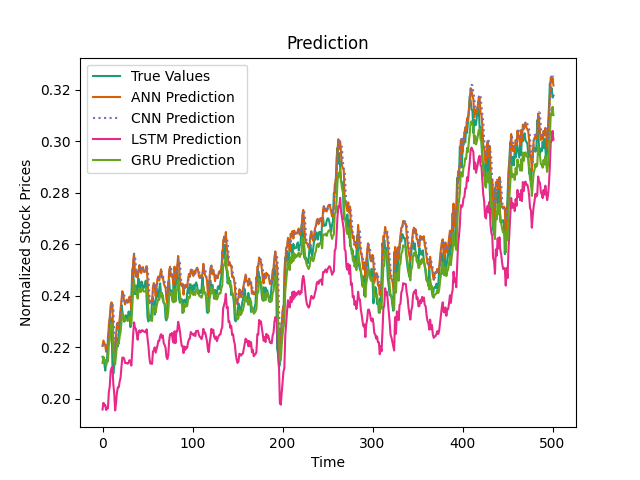 Prediction
True Values
ANN Prediction
CNN Prediction
LSTM Prediction
GRU Prediction
Normalized Stock Prices
0.32
0.30
0.28
0.26
0.24
0.22
0.20
0
100
200
300
400
500
Time